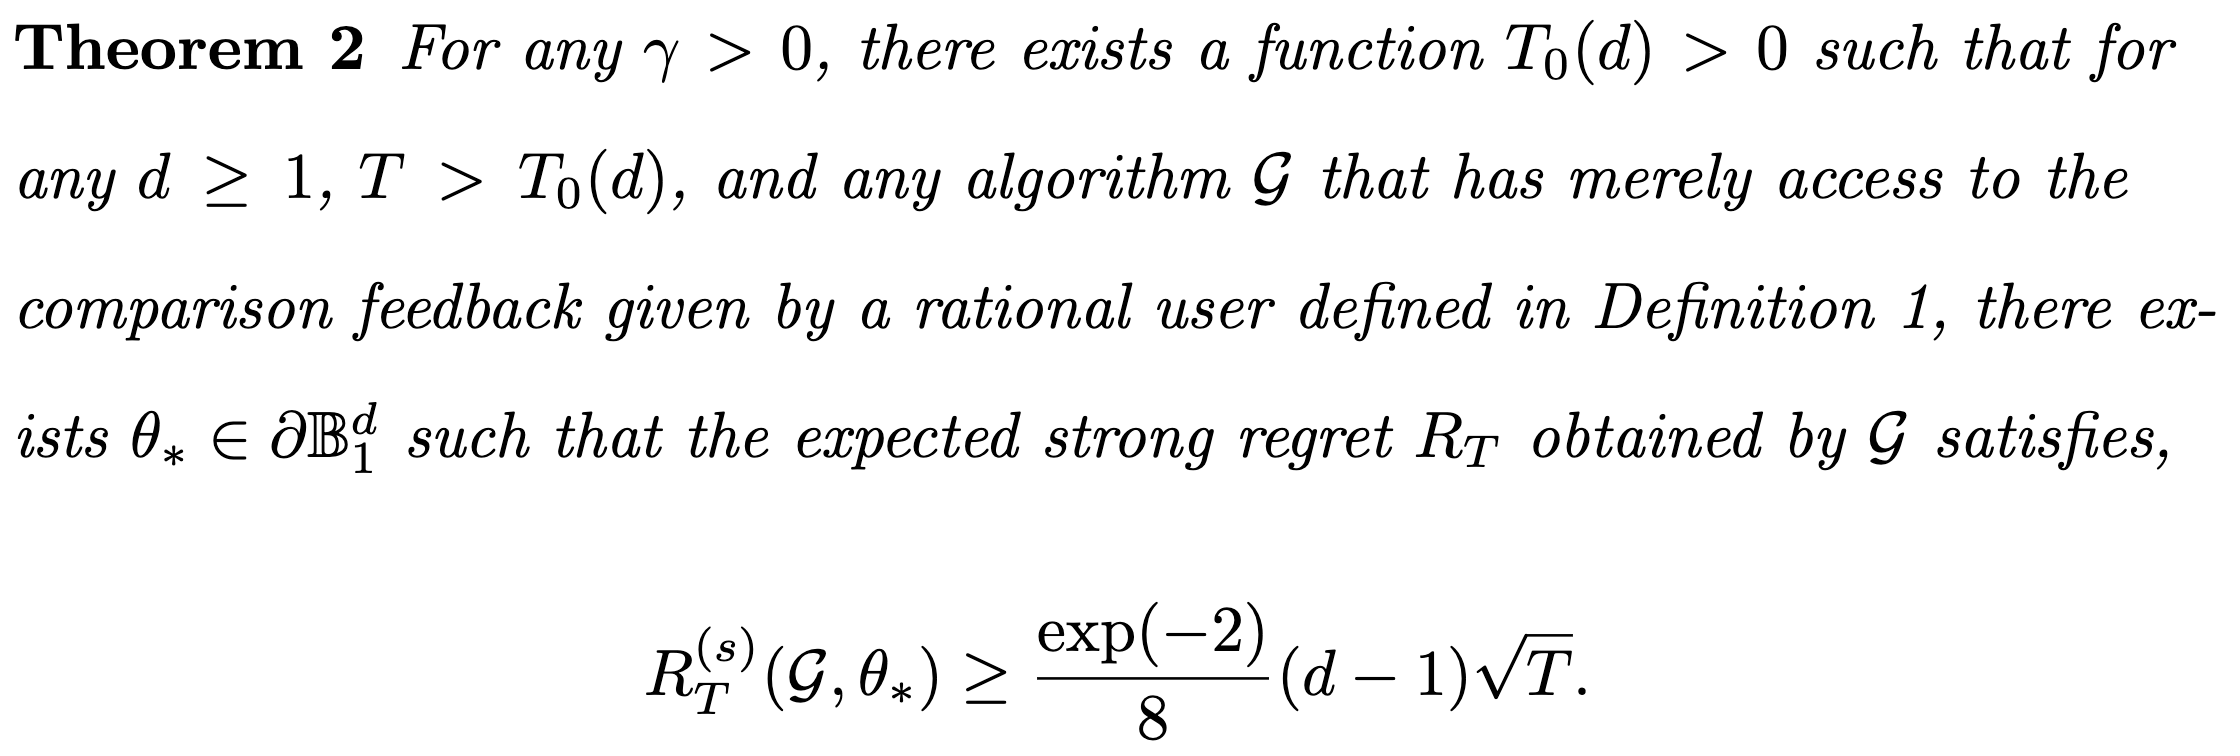 Theorem 2 For any γ > 0, there exists a function T₀(d) > 0 such that for
any d ≥ 1, T > T₀(d), and any algorithm 𝒢 that has merely access to the
comparison feedback given by a rational user defined in Definition 1, there ex-
ists θ_* ∈ ∂𝔹₁ᵈ such that the expected strong regret R_T obtained by 𝒢 satisfies,
R_T^{(s)}(𝒢, θ_*) ≥ \frac{exp(−2)}{8}(d − 1)√T.